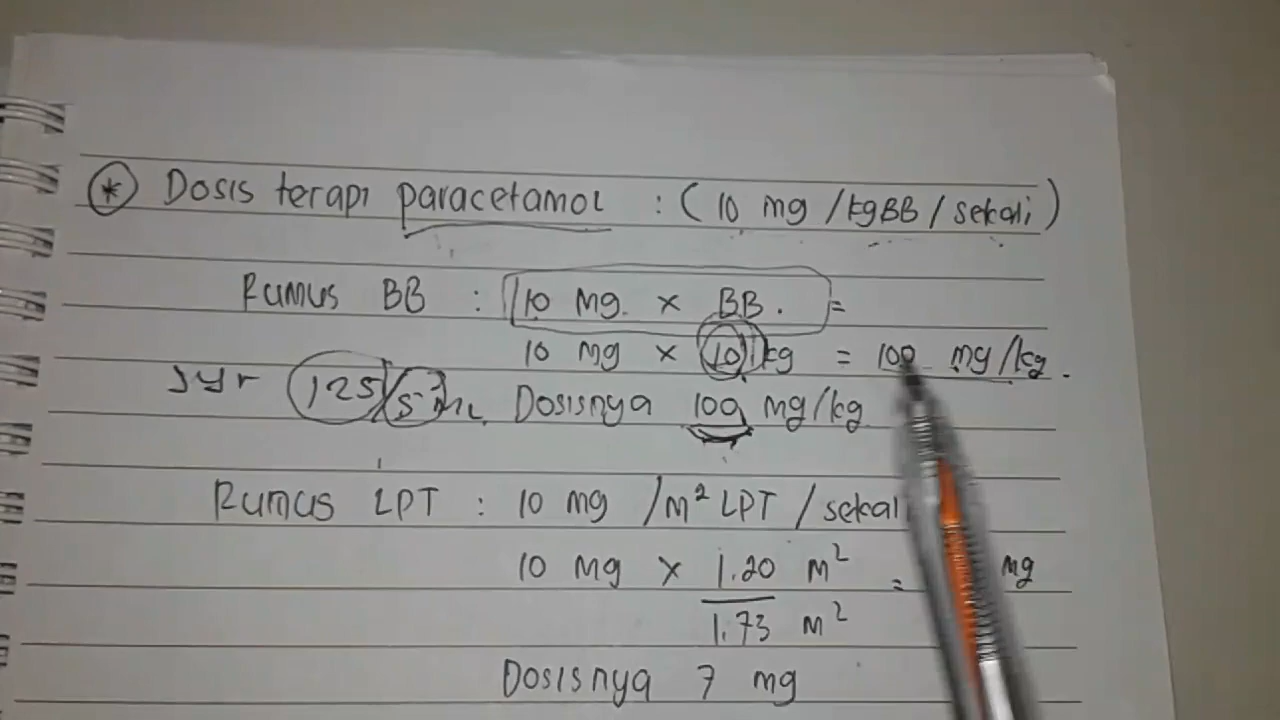 * Dosis terapi paracetamol : (10 mg /kgBB / sekali)
Rumus BB : 10 Mg. x BB. =
10 Mg x 10 kg = 100 mg/kg.
syr 125/5 mL Dosisnya 100 mg/kg
Rumus LPT : 10 mg /m² LPT / sekal
10 Mg x 1.20 m² = mg
1.73 m²
Dosisnya 7 mg